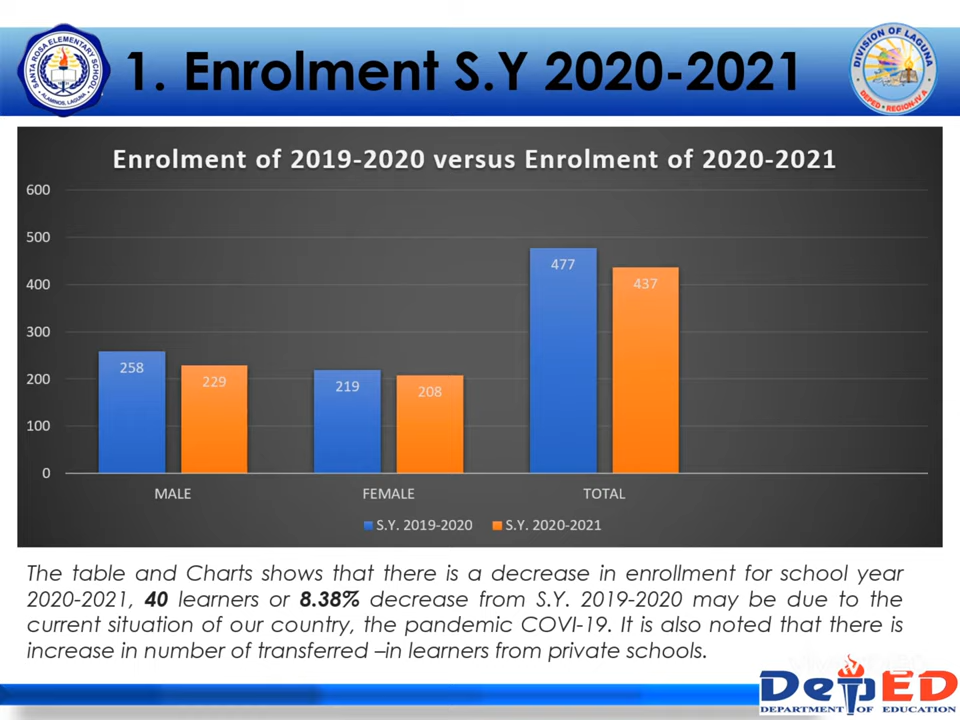 1. Enrolment S.Y 2020-2021
SANTA ROSA ELEMENTARY SCHOOL
ALAMINOS, LAGUNA
DIVISION OF LAGUNA
DEPED - REGION-IV A
Enrolment of 2019-2020 versus Enrolment of 2020-2021
600
500
400
300
200
100
0
258
229
219
208
477
437
MALE FEMALE TOTAL
S.Y. 2019-2020 S.Y. 2020-2021
The table and Charts shows that there is a decrease in enrollment for school year
2020-2021, 40 learners or 8.38% decrease from S.Y. 2019-2020 may be due to the
current situation of our country, the pandemic COVI-19. It is also noted that there is
increase in number of transferred –in learners from private schools.
DepED
DEPARTMENT OF EDUCATION